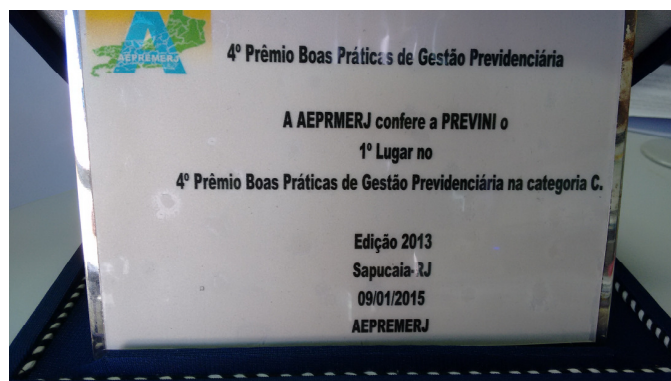 A
AEPREMERJ
4º Prêmio Boas Práticas de Gestão Previdenciária
A AEPRMERJ confere a PREVINI o
1º Lugar no
4º Prêmio Boas Práticas de Gestão Previdenciária na categoria C.
Edição 2013
Sapucaia-RJ
09/01/2015
AEPREMERJ